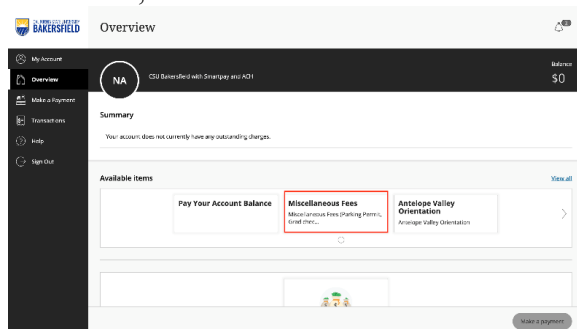 BAKERSFIELD
Overview
My Account
Overview
Make a Payment
Transactions
Help
Sign Out
NA
CSU Bakersfield with Smartpay and ACH
Balance
$0
Summary
Your account does not currently have any outstanding charges.
Available items
View all
Pay Your Account Balance
Miscellaneous Fees
Miscellaneous Fees (Parking Permit,
Grad chec...
Antelope Valley
Orientation
Antelope Valley Orientation
Make a payment